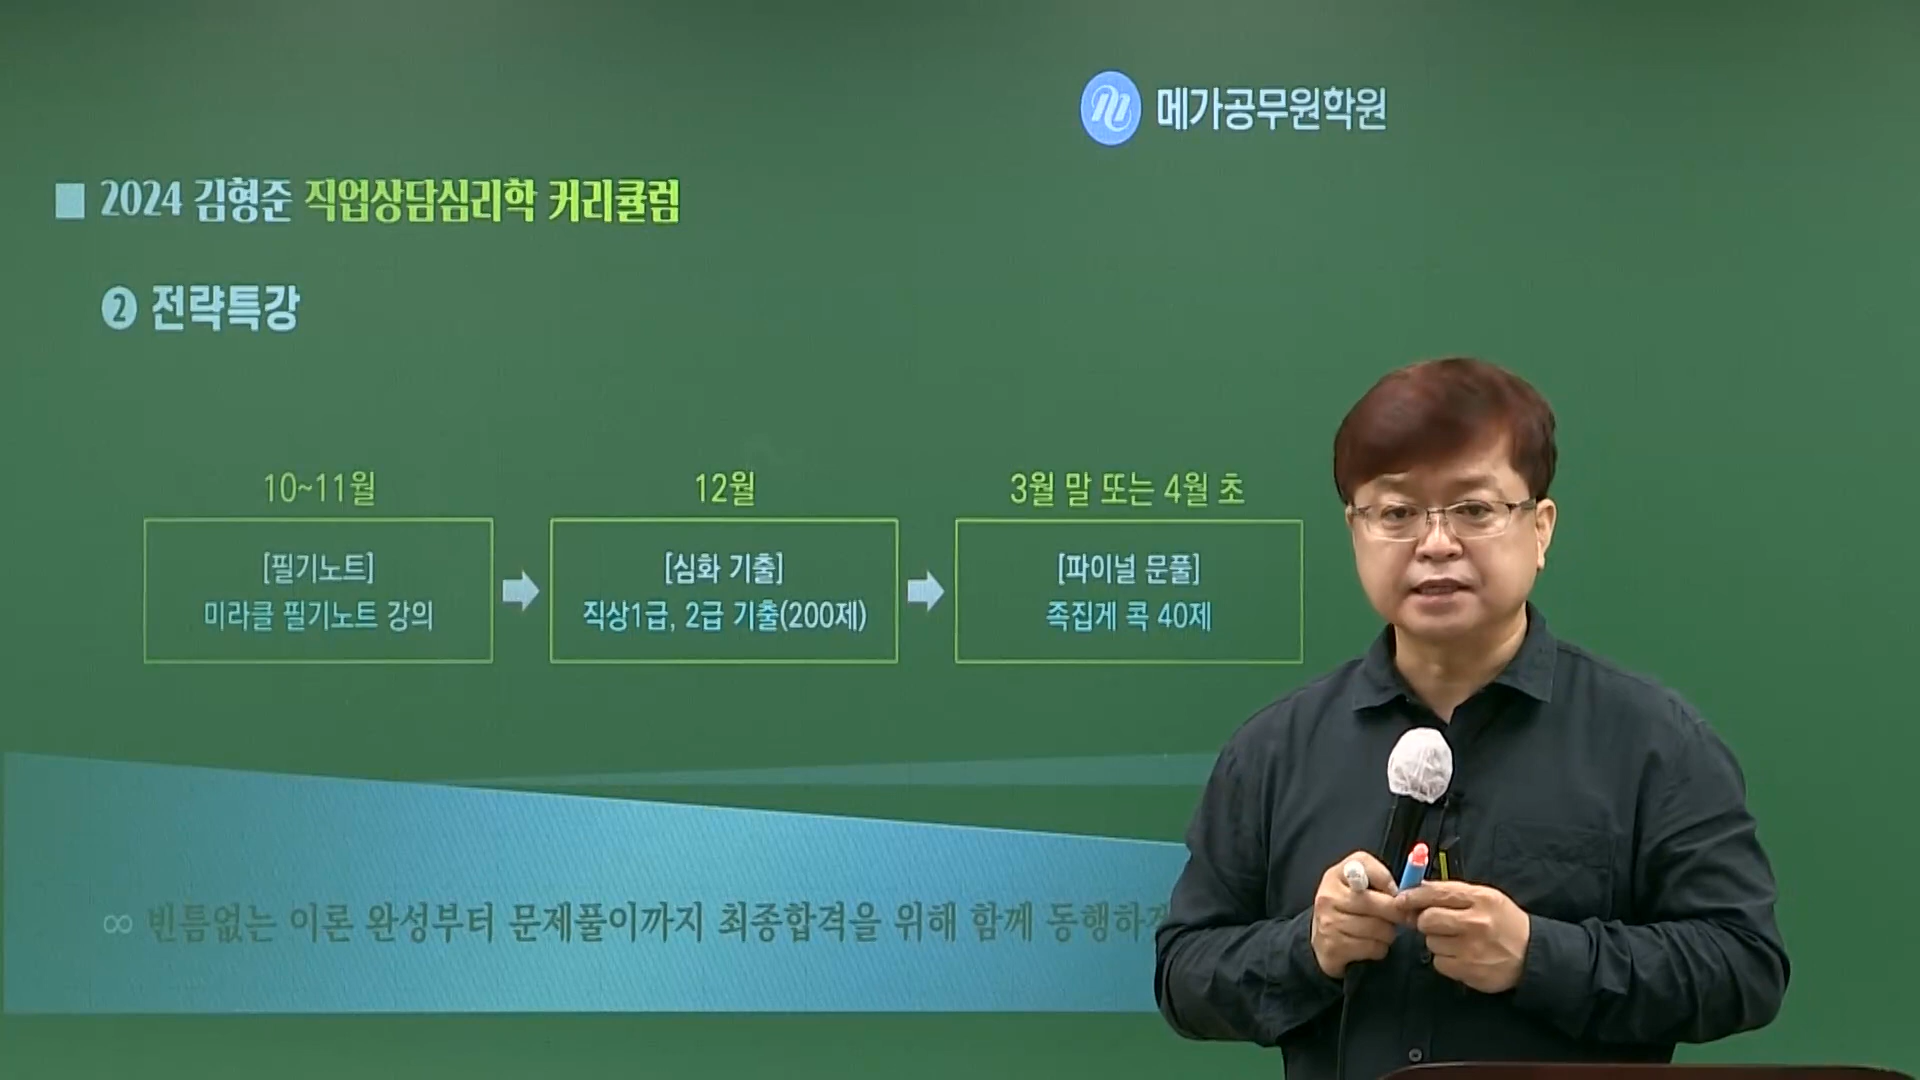 메가공무원학원
2024 김형준 직업상담심리학 커리큘럼
❷ 전략특강
10~11월
[필기노트]
미라클 필기노트 강의
12월
[심화 기출]
직상1급, 2급 기출(200제)
3월 말 또는 4월 초
[파이널 문풀]
족집게 콕 40제
∞ 빈틈없는 이론 완성부터 문제풀이까지 최종합격을 위해 함께